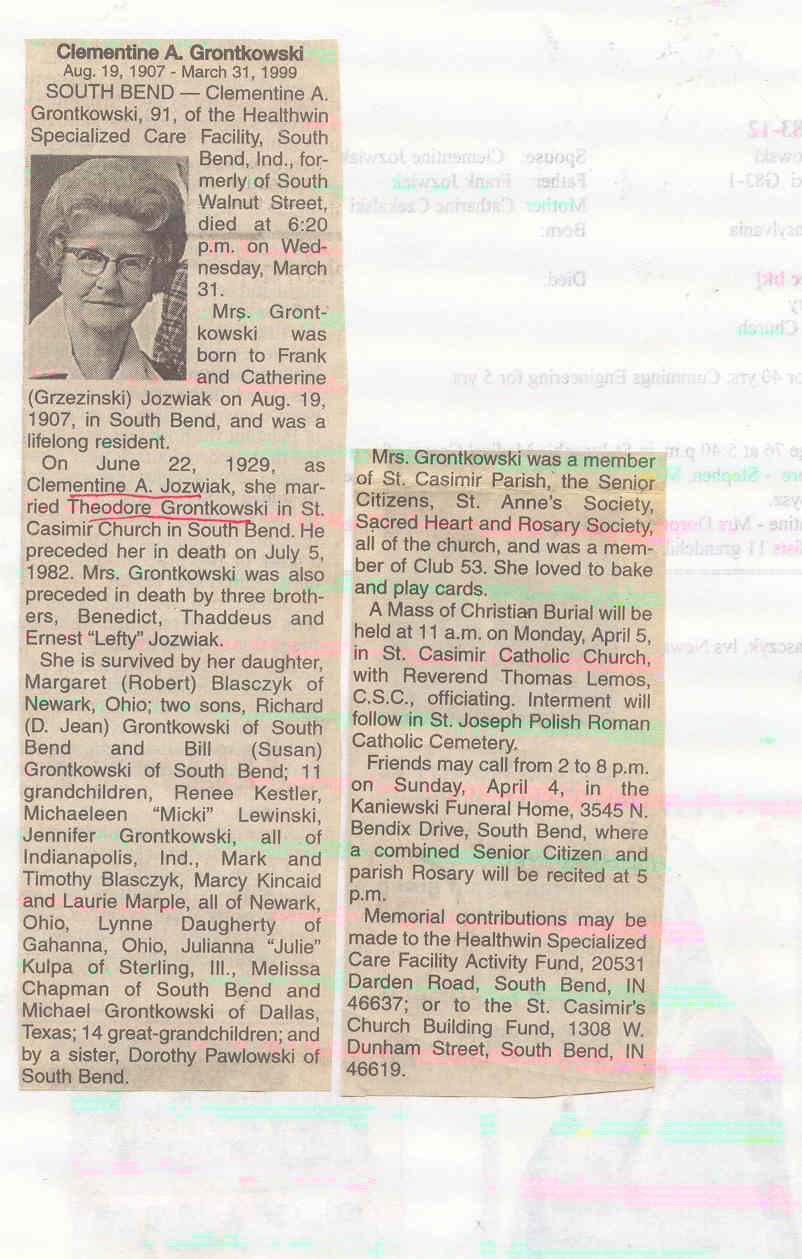 Clementine A. Grontkowski
Aug. 19, 1907 - March 31, 1999
SOUTH BEND — Clementine A.
Grontkowski, 91, of the Healthwin
Specialized Care Facility, South
Bend, Ind., for-
merly of South
Walnut Street,
died at 6:20
p.m. on Wed-
nesday, March
31.
Mrs. Gront-
kowski was
born to Frank
and Catherine
(Grzezinski) Jozwiak on Aug. 19,
1907, in South Bend, and was a
lifelong resident.
On June 22, 1929, as
Clementine A. Jozwiak, she mar-
ried Theodore Grontkowski in St.
Casimir Church in South Bend. He
preceded her in death on July 5,
1982. Mrs. Grontkowski was also
preceded in death by three broth-
ers, Benedict, Thaddeus and
Ernest “Lefty” Jozwiak.
She is survived by her daughter,
Margaret (Robert) Blasczyk of
Newark, Ohio; two sons, Richard
(D. Jean) Grontkowski of South
Bend and Bill (Susan)
Grontkowski of South Bend; 11
grandchildren, Renee Kestler,
Michaeleen “Micki” Lewinski,
Jennifer Grontkowski, all of
Indianapolis, Ind., Mark and
Timothy Blasczyk, Marcy Kincaid
and Laurie Marple, all of Newark,
Ohio, Lynne Daugherty of
Gahanna, Ohio, Julianna “Julie”
Kulpa of Sterling, Ill., Melissa
Chapman of South Bend and
Michael Grontkowski of Dallas,
Texas; 14 great-grandchildren; and
by a sister, Dorothy Pawlowski of
South Bend.
Mrs. Grontkowski was a member
of St. Casimir Parish, the Senior
Citizens, St. Anne’s Society,
Sacred Heart and Rosary Society,
all of the church, and was a mem-
ber of Club 53. She loved to bake
and play cards.
A Mass of Christian Burial will be
held at 11 a.m. on Monday, April 5,
in St. Casimir Catholic Church,
with Reverend Thomas Lemos,
C.S.C., officiating. Interment will
follow in St. Joseph Polish Roman
Catholic Cemetery.
Friends may call from 2 to 8 p.m.
on Sunday, April 4, in the
Kaniewski Funeral Home, 3545 N.
Bendix Drive, South Bend, where
a combined Senior Citizen and
parish Rosary will be recited at 5
p.m.
Memorial contributions may be
made to the Healthwin Specialized
Care Facility Activity Fund, 20531
Darden Road, South Bend, IN
46637; or to the St. Casimir’s
Church Building Fund, 1308 W.
Dunham Street, South Bend, IN
46619.